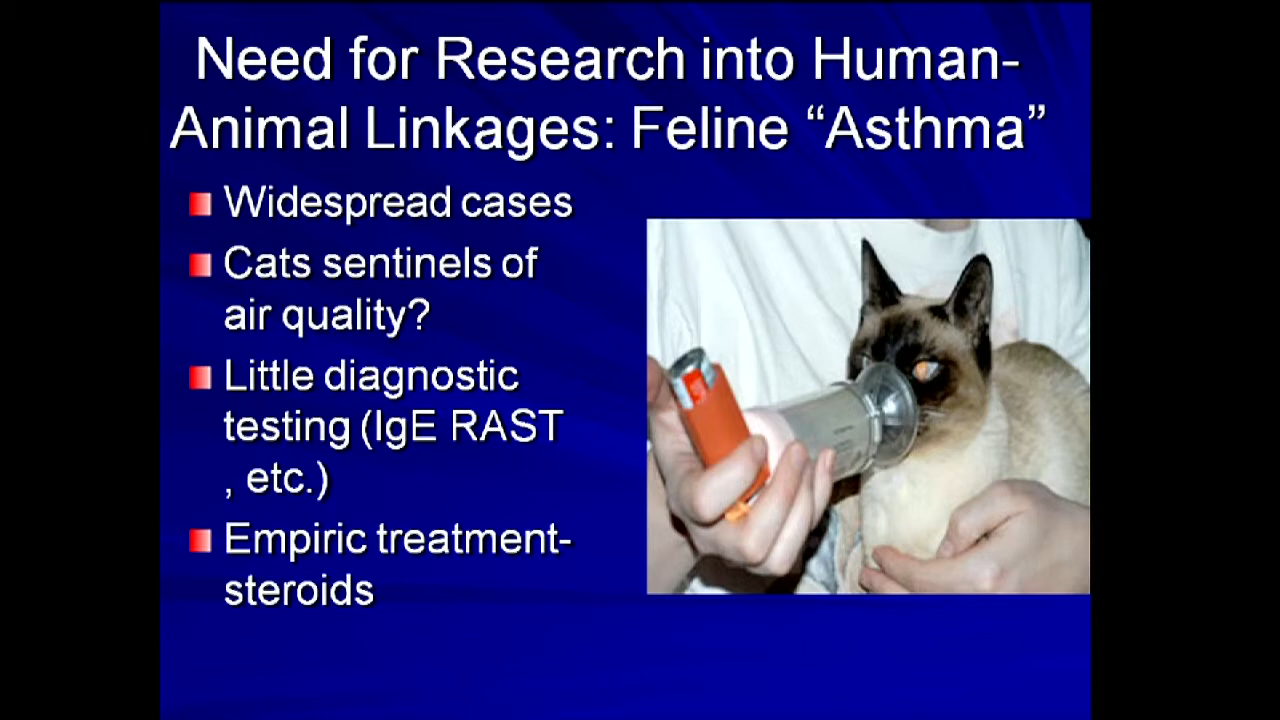 Need for Research into Human-
Animal Linkages: Feline “Asthma”
Widespread cases
Cats sentinels of
air quality?
Little diagnostic
testing (IgE RAST
, etc.)
Empiric treatment-
steroids